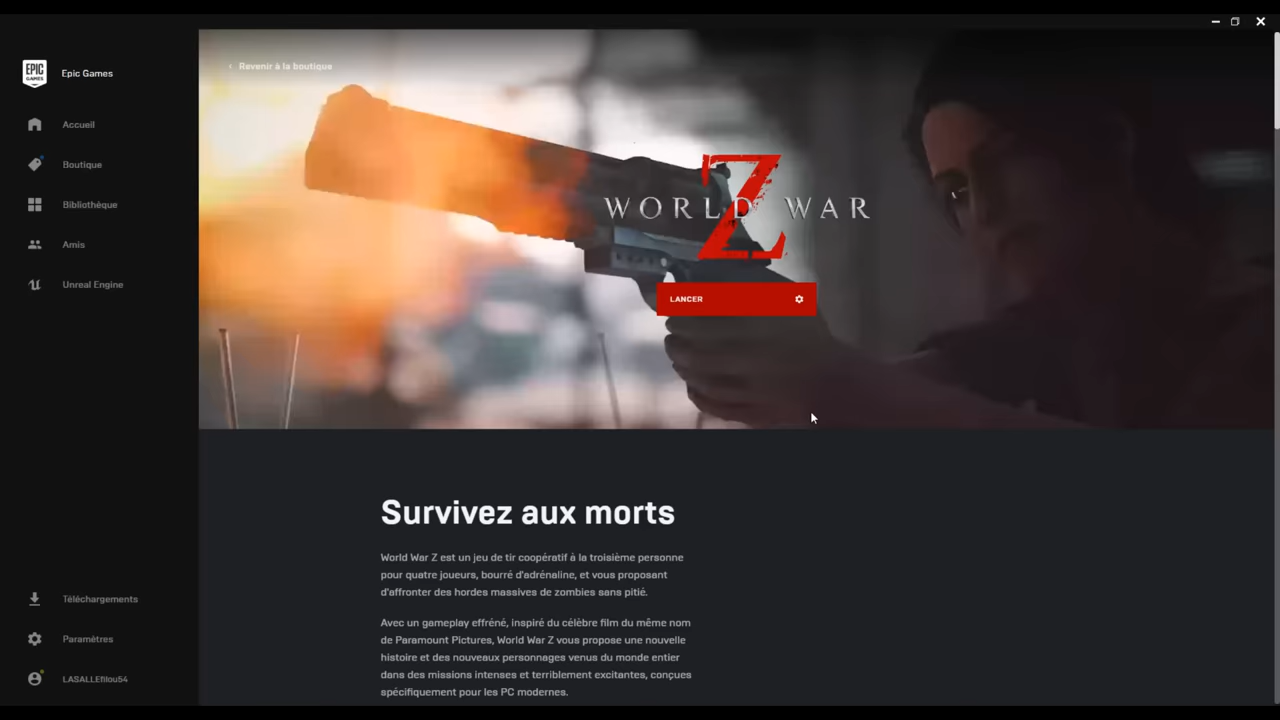 EPIC
GAMES
Epic Games
Accueil
Boutique
Bibliothèque
Amis
Unreal Engine
Téléchargements
Paramètres
LASALLEfilou54
Revenir à la boutique
WORLD WAR
Z
LANCER
Survivez aux morts
World War Z est un jeu de tir coopératif à la troisième personne
pour quatre joueurs, bourré d'adrénaline, et vous proposant
d'affronter des hordes massives de zombies sans pitié.
Avec un gameplay effréné, inspiré du célèbre film du même nom
de Paramount Pictures, World War Z vous propose une nouvelle
histoire et des nouveaux personnages venus du monde entier
dans des missions intenses et terriblement excitantes, conçues
spécifiquement pour les PC modernes.